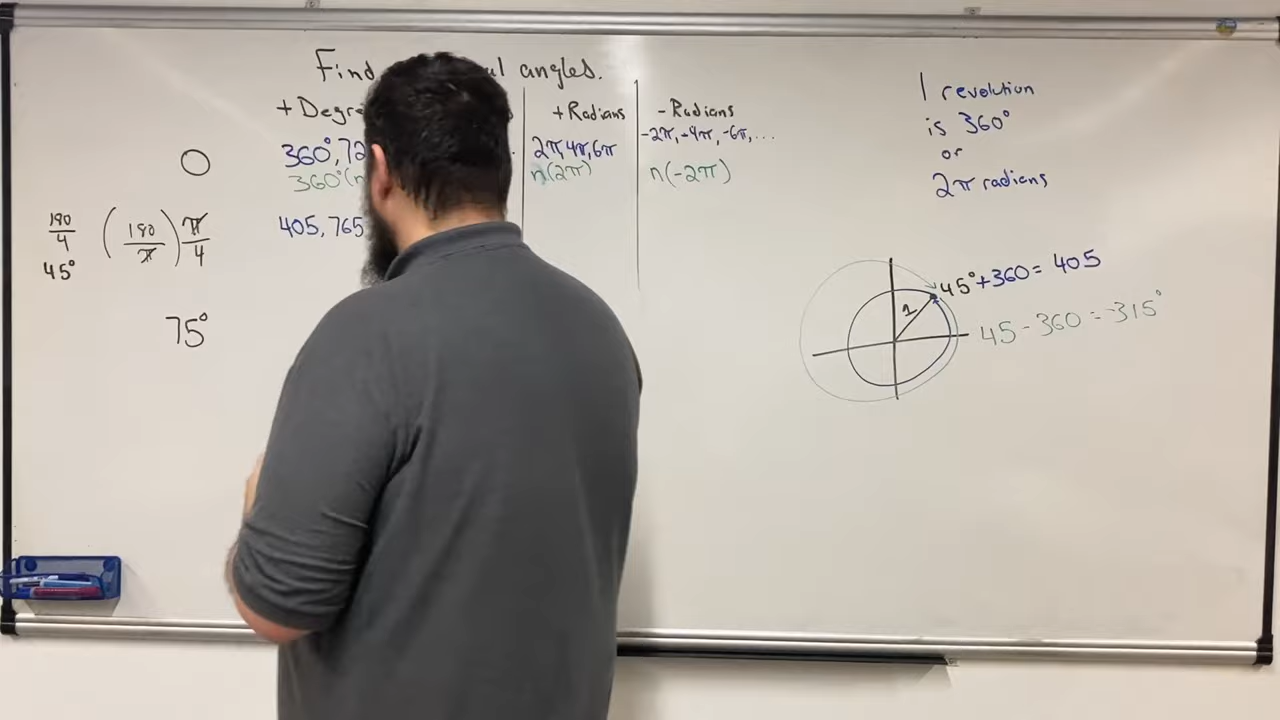 Find angles.
+ Degre
+ Radians
- Radians
O
360°, 72
2π, 4π, 6π
-2π, -4π, -6π, ...
360°(n
n(2π)
n(-2π)
180/4 (180/π) π/4
45°
405, 765
75°
1 revolution
is 360°
or
2π radians
45°+360 = 405
1
45 - 360 = -315°